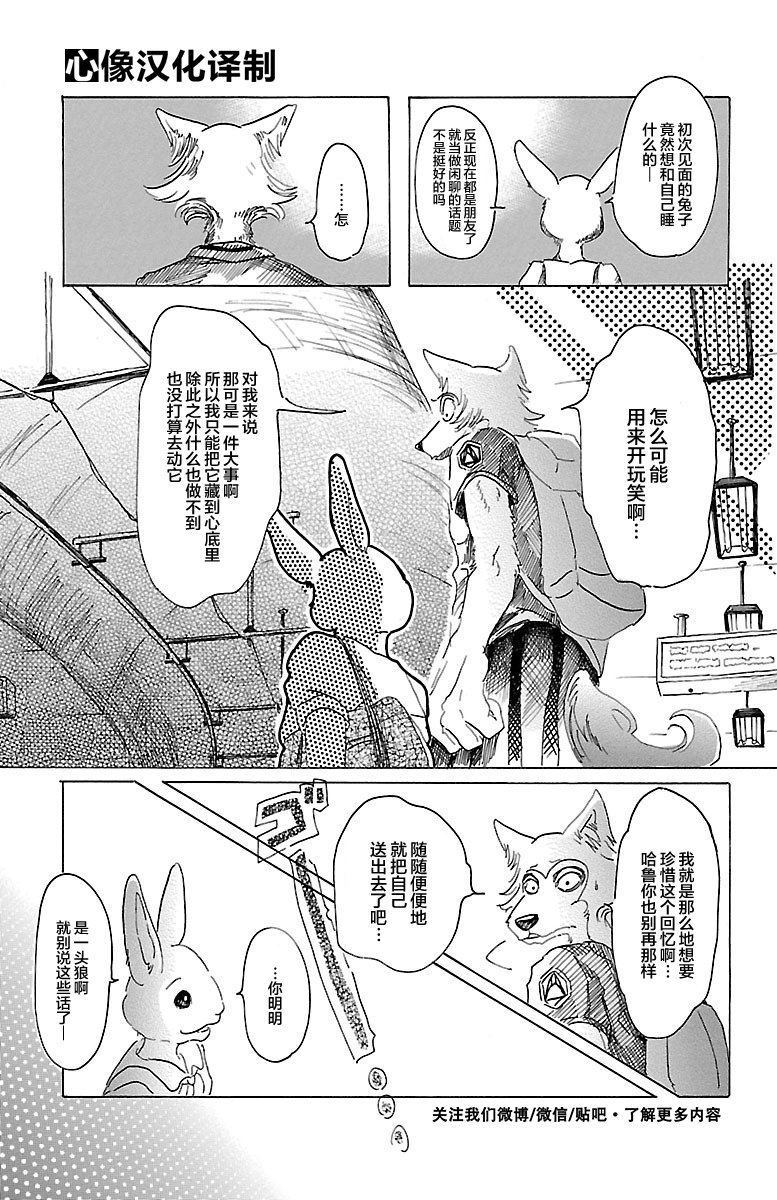 心像汉化译制
初次见面的兔子
竟然想和自己睡
什么的—
反正现在都是朋友了
就当做闲聊的话题
不是挺好的吗
……怎
怎么可能
用来开玩笑啊…
对我来说
那可是一件大事啊
所以我只能把它藏到心底里
除此之外什么也做不到
也没打算去动它
我就是那么地想要
珍惜这个回忆啊…
哈鲁你也别再那样
随随便便地
就把自己
送出去了吧…
ゴ
…你明明
是一头狼啊
就别说这些话了—
关注我们微博/微信/贴吧·了解更多内容